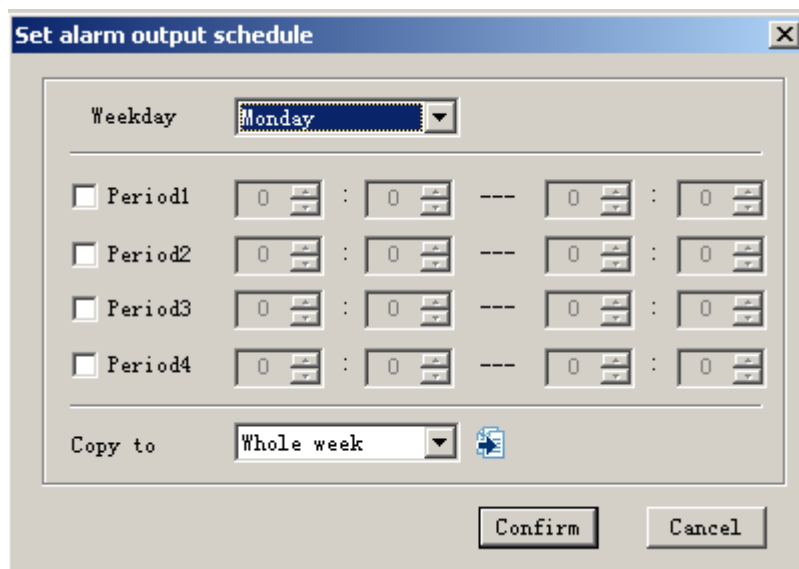 Set alarm output schedule
Weekday Monday
Period1 0 : 0 --- 0 : 0
Period2 0 : 0 --- 0 : 0
Period3 0 : 0 --- 0 : 0
Period4 0 : 0 --- 0 : 0
Copy to Whole week
Confirm Cancel